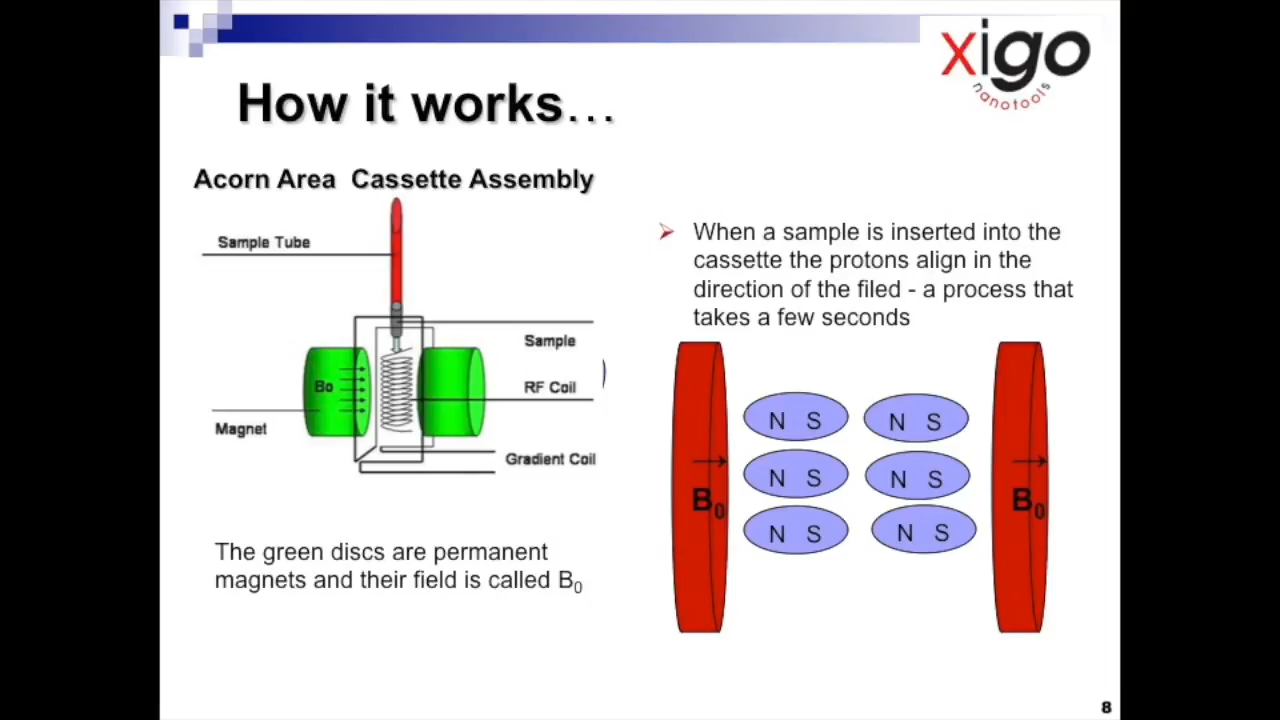 xigo
nanotools
How it works…
Acorn Area Cassette Assembly
Sample Tube
Sample
Bo
RF Coil
Magnet
Gradient Coil
The green discs are permanent
magnets and their field is called B₀
When a sample is inserted into the
cassette the protons align in the
direction of the filed - a process that
takes a few seconds
N S N S
N S N S
B₀ B₀
N S N S
8